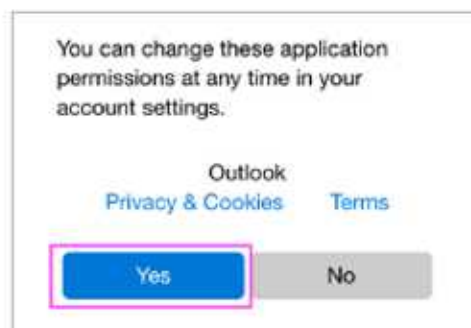 You can change these application
permissions at any time in your
account settings.
Outlook
Privacy & Cookies Terms
Yes No